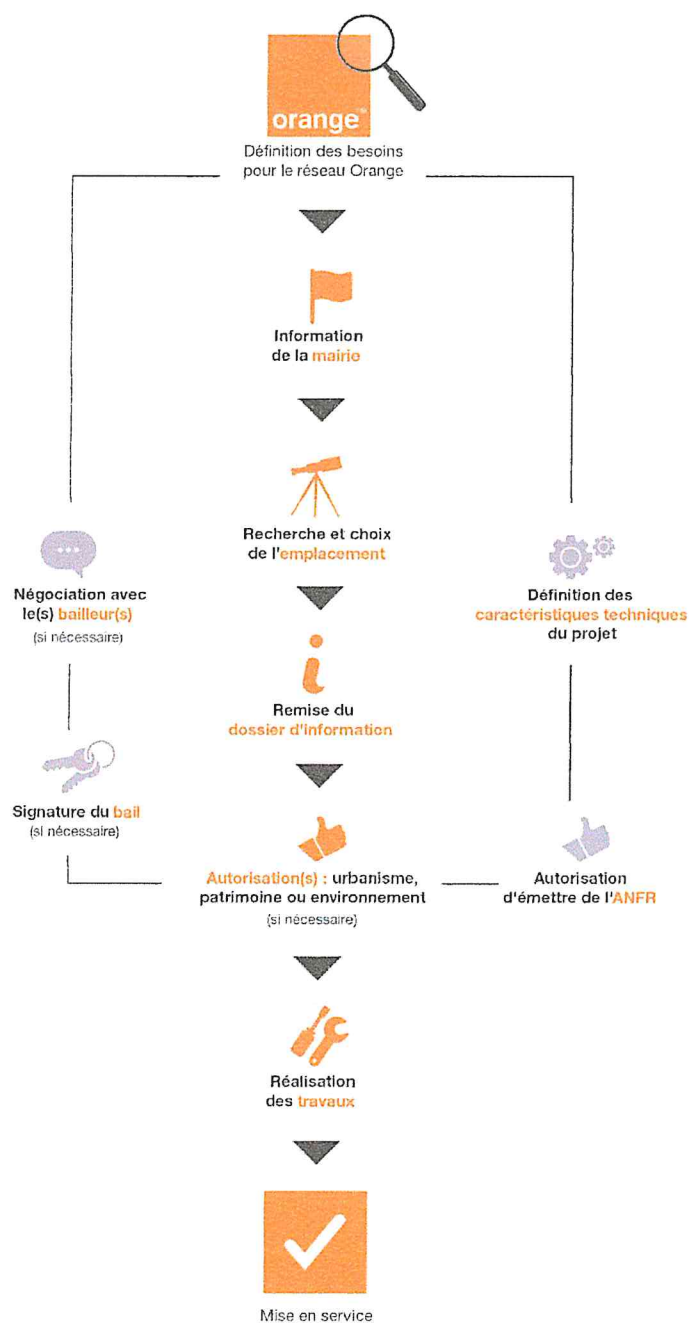 orange™
Définition des besoins
pour le réseau Orange
Information
de la mairie
Recherche et choix
de l'emplacement
Négociation avec
le(s) bailleur(s)
(si nécessaire)
Définition des
caractéristiques techniques
du projet
Remise du
dossier d'information
Signature du bail
(si nécessaire)
Autorisation(s) : urbanisme,
patrimoine ou environnement
(si nécessaire)
Autorisation
d'émettre de l'ANFR
Réalisation
des travaux
Mise en service